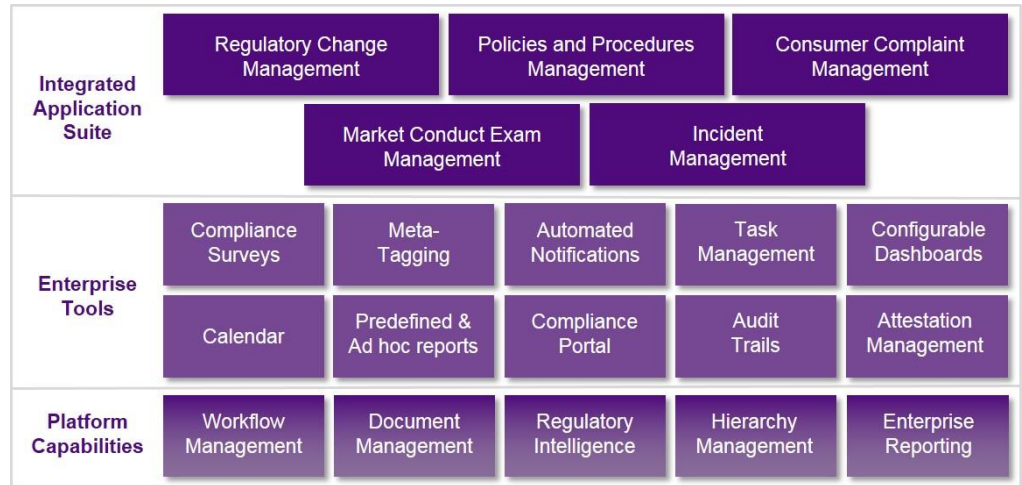 Integrated
Application
Suite
Regulatory Change
Management
Policies and Procedures
Management
Consumer Complaint
Management
Market Conduct Exam
Management
Incident
Management
Enterprise
Tools
Compliance
Surveys
Meta-
Tagging
Automated
Notifications
Task
Management
Configurable
Dashboards
Calendar
Predefined &
Ad hoc reports
Compliance
Portal
Audit
Trails
Attestation
Management
Platform
Capabilities
Workflow
Management
Document
Management
Regulatory
Intelligence
Hierarchy
Management
Enterprise
Reporting